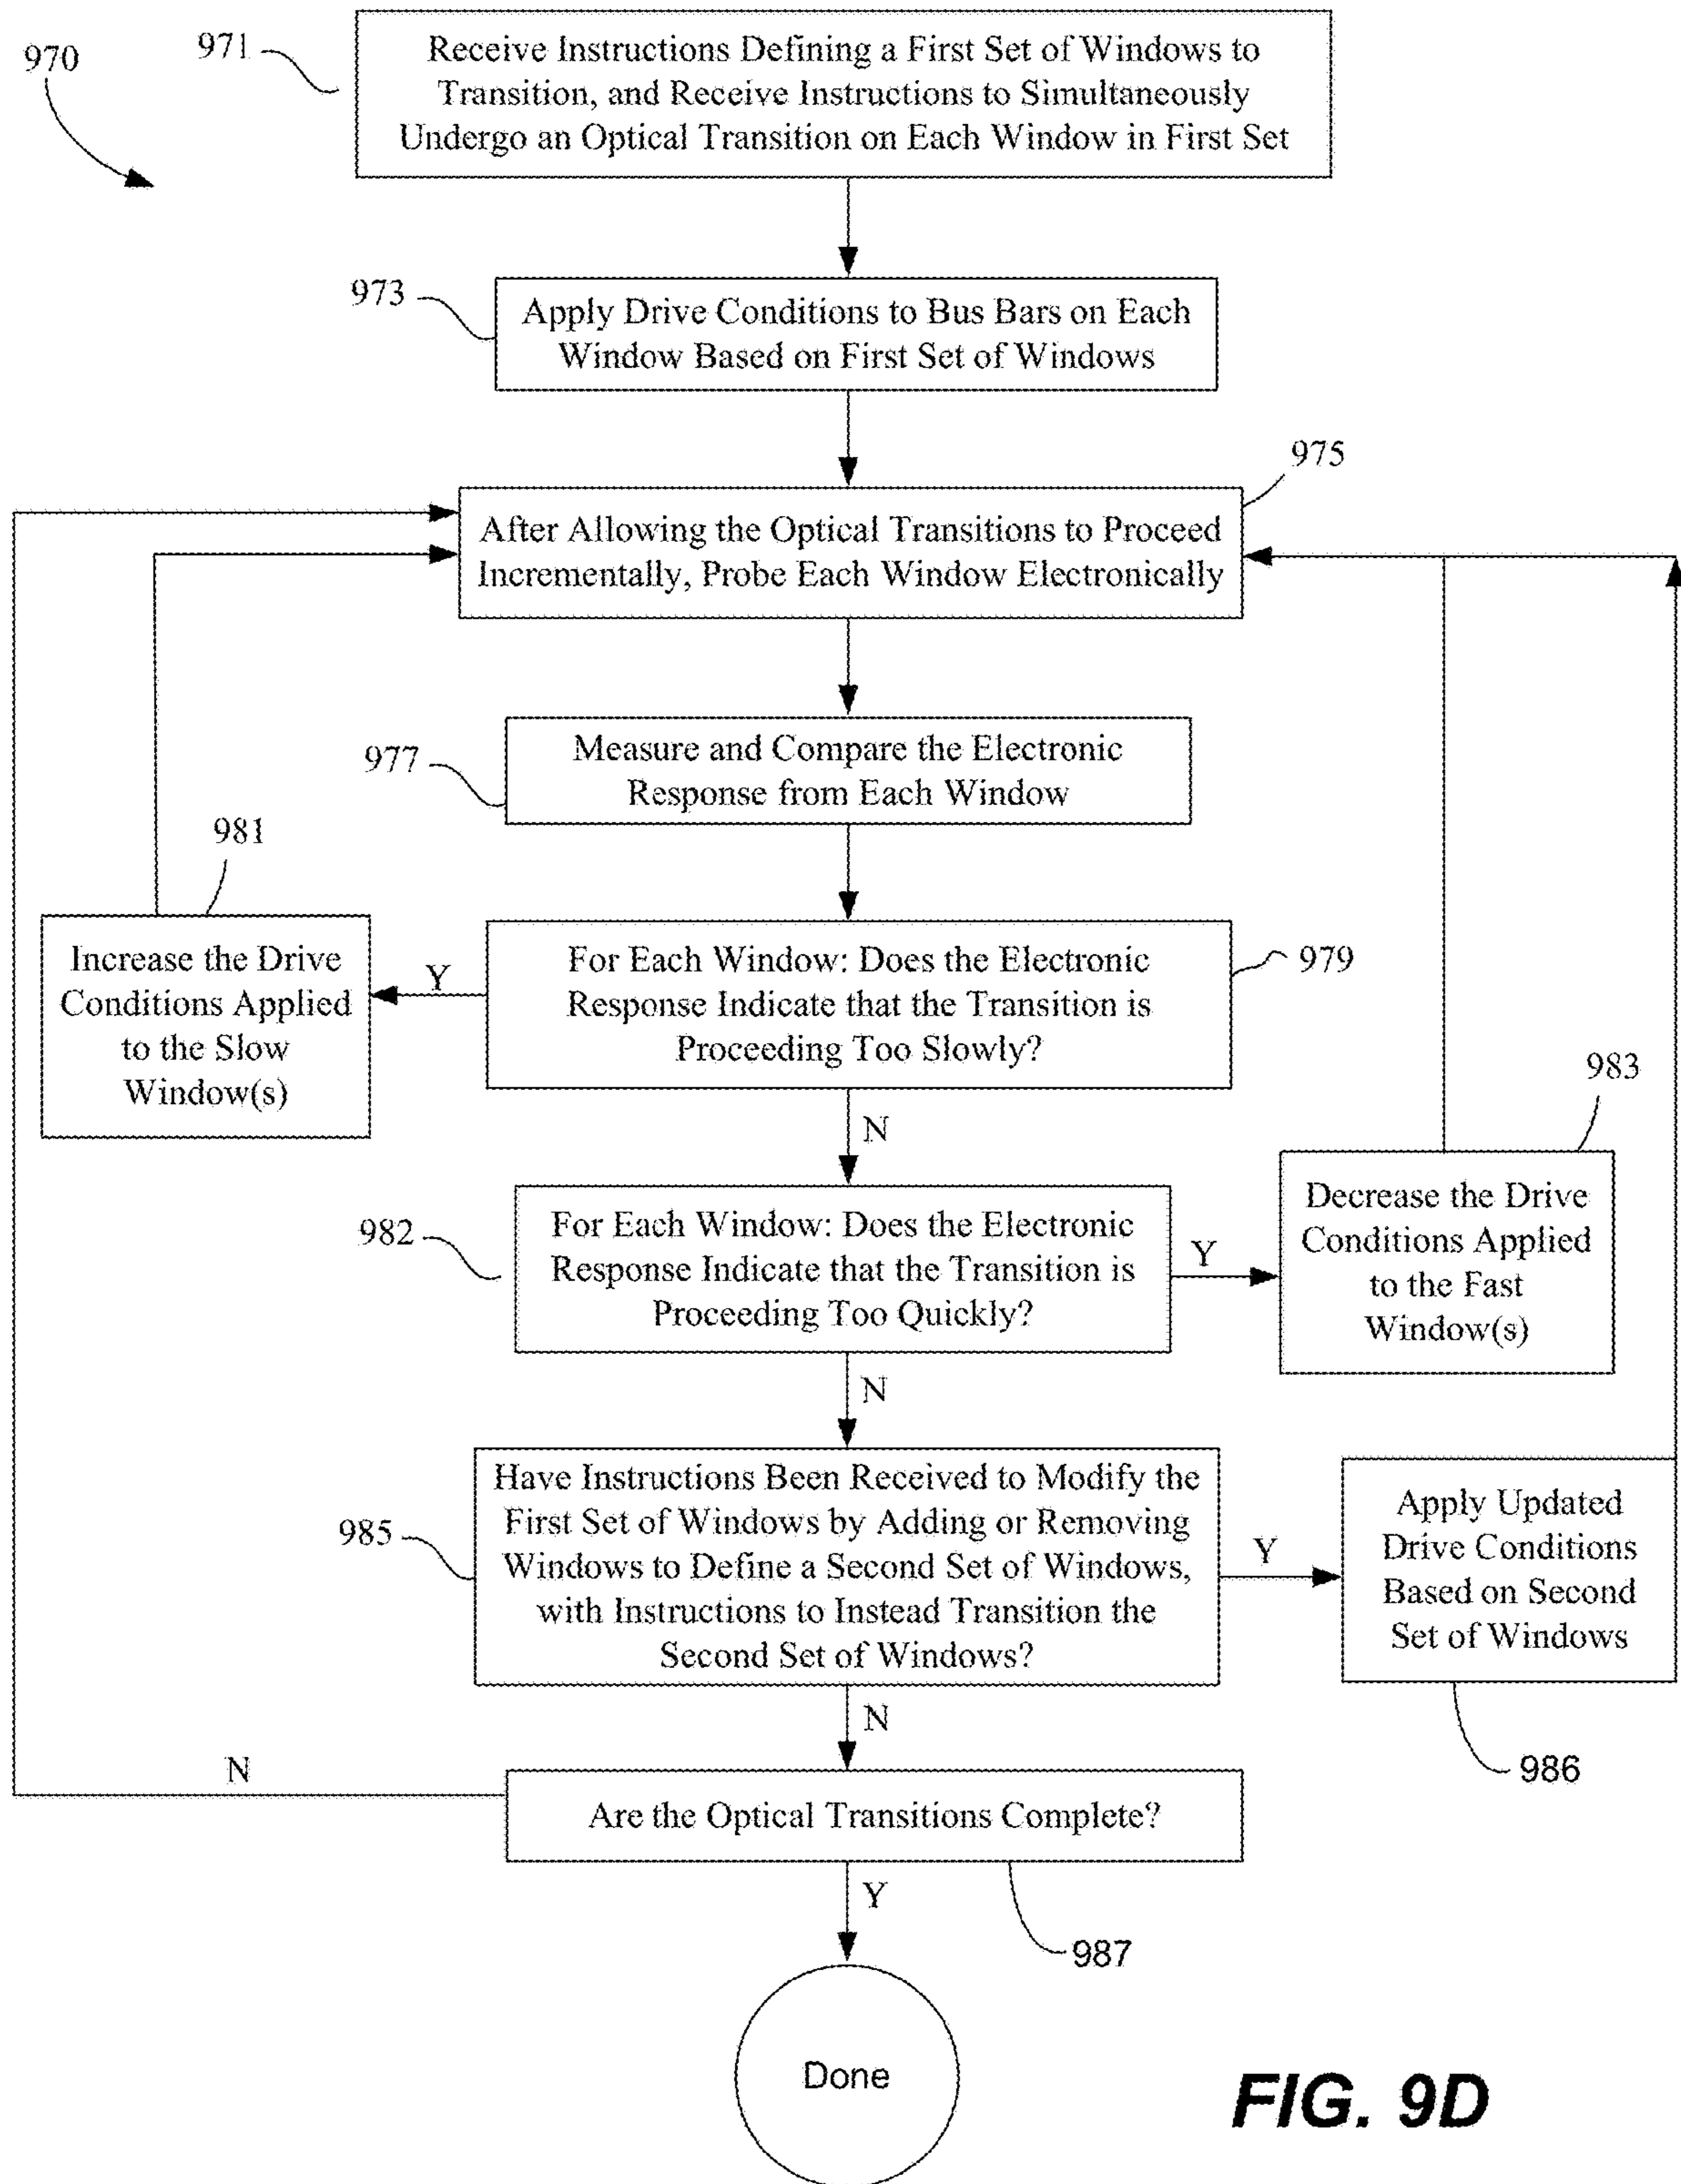 970
971
Receive Instructions Defining a First Set of Windows to
Transition, and Receive Instructions to Simultaneously
Undergo an Optical Transition on Each Window in First Set
973
Apply Drive Conditions to Bus Bars on Each
Window Based on First Set of Windows
975
After Allowing the Optical Transitions to Proceed
Incrementally, Probe Each Window Electronically
977
Measure and Compare the Electronic
Response from Each Window
981
Increase the Drive
Conditions Applied
to the Slow
Window(s)
Y
For Each Window: Does the Electronic
Response Indicate that the Transition is
Proceeding Too Slowly?
979
N
983
982
For Each Window: Does the Electronic
Response Indicate that the Transition is
Proceeding Too Quickly?
Y
Decrease the Drive
Conditions Applied
to the Fast
Window(s)
N
985
Have Instructions Been Received to Modify the
First Set of Windows by Adding or Removing
Windows to Define a Second Set of Windows,
with Instructions to Instead Transition the
Second Set of Windows?
Y
Apply Updated
Drive Conditions
Based on Second
Set of Windows
986
N
N
Are the Optical Transitions Complete?
987
Y
Done
FIG. 9D